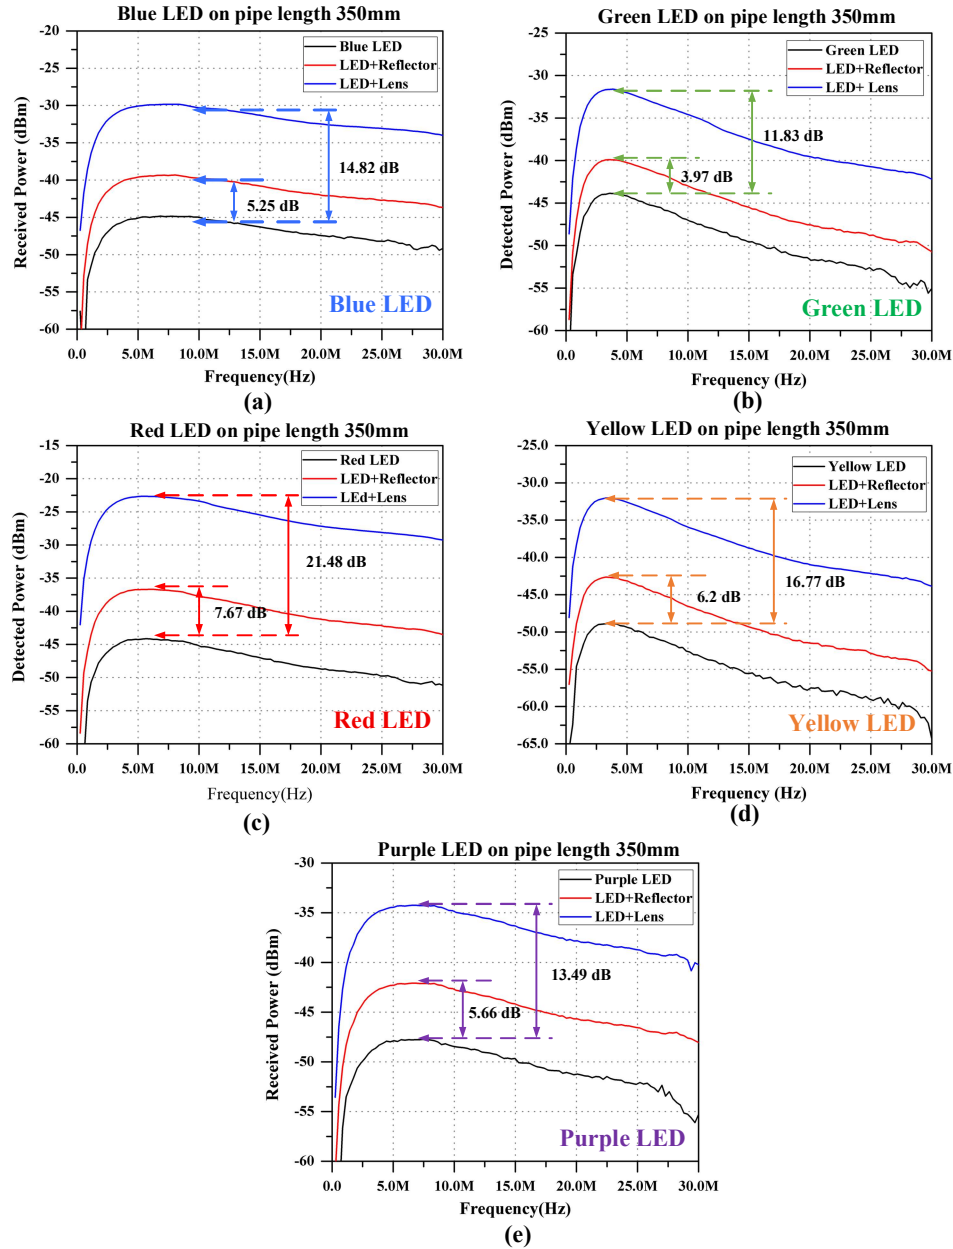 Blue LED on pipe length 350mm
Blue LED
LED+Reflector
LED+Lens
Received Power (dBm)
-20
-25
-30
-35
-40
-45
-50
-55
-60
14.82 dB
5.25 dB
Blue LED
0.0
5.0M
10.0M
15.0M
20.0M
25.0M
30.0M
Frequency(Hz)
(a)
Green LED on pipe length 350mm
Green LED
LED+Reflector
LED+ Lens
Detected Power (dBm)
-25
-30
-35
-40
-45
-50
-55
-60
11.83 dB
3.97 dB
Green LED
0.0
5.0M
10.0M
15.0M
20.0M
25.0M
30.0M
Frequency (Hz)
(b)
Red LED on pipe length 350mm
Red LED
LED+Reflector
LEd+Lens
Detected Power (dBm)
-15
-20
-25
-30
-35
-40
-45
-50
-55
-60
21.48 dB
7.67 dB
Red LED
0.0
5.0M
10.0M
15.0M
20.0M
25.0M
30.0M
Frequency(Hz)
(c)
Yellow LED on pipe length 350mm
Yellow LED
LED+Reflector
LED+Lens
Detected Power (dBm)
-25.0
-30.0
-35.0
-40.0
-45.0
-50.0
-55.0
-60.0
-65.0
16.77 dB
6.2 dB
Yellow LED
0.0
5.0M
10.0M
15.0M
20.0M
25.0M
30.0M
Frequency (Hz)
(d)
Purple LED on pipe length 350mm
Purple LED
LED+Reflector
LED+Lens
Received Power (dBm)
-30
-35
-40
-45
-50
-55
-60
13.49 dB
5.66 dB
Purple LED
0.0
5.0M
10.0M
15.0M
20.0M
25.0M
30.0M
Frequency(Hz)
(e)